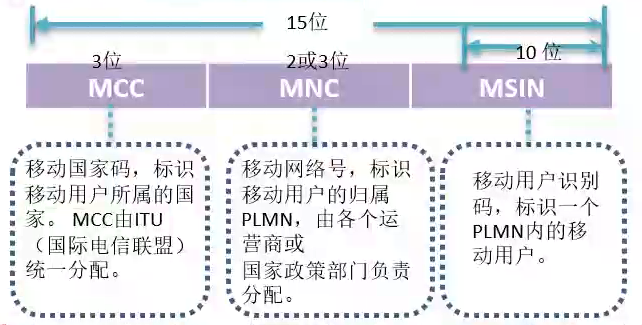 15位
3位
2或3位
10 位
MCC
MNC
MSIN
移动国家码，标识
移动用户所属的国
家。 MCC由ITU
（国际电信联盟）
统一分配。
移动网络号，标识
移动用户的归属
PLMN，由各个运
营商或
国家政策部门负责
分配。
移动用户识别
码，标识一个
PLMN内的移
动用户。